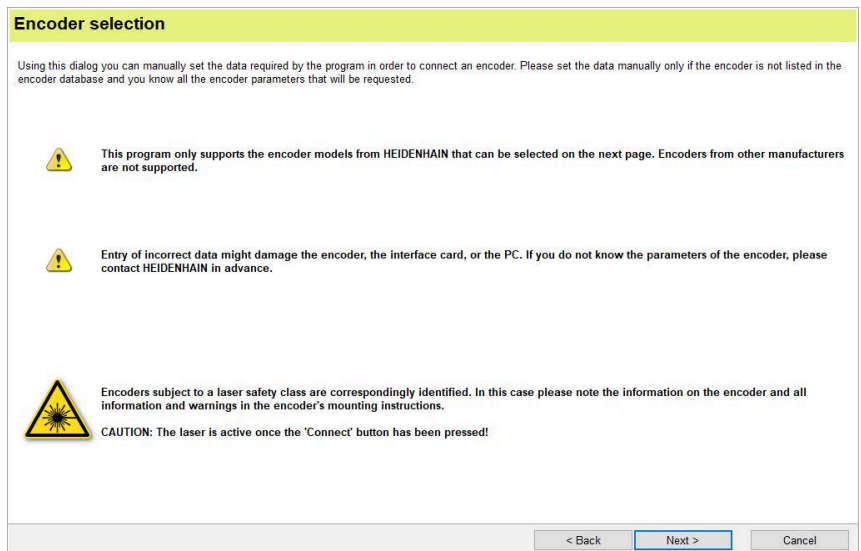 Encoder selection
Using this dialog you can manually set the data required by the program in order to connect an encoder. Please set the data manually only if the encoder is not listed in the
encoder database and you know all the encoder parameters that will be requested.
This program only supports the encoder models from HEIDENHAIN that can be selected on the next page. Encoders from other manufacturers
are not supported.
Entry of incorrect data might damage the encoder, the interface card, or the PC. If you do not know the parameters of the encoder, please
contact HEIDENHAIN in advance.
Encoders subject to a laser safety class are correspondingly identified. In this case please note the information on the encoder and all
information and warnings in the encoder's mounting instructions.
CAUTION: The laser is active once the 'Connect' button has been pressed!
< Back Next > Cancel